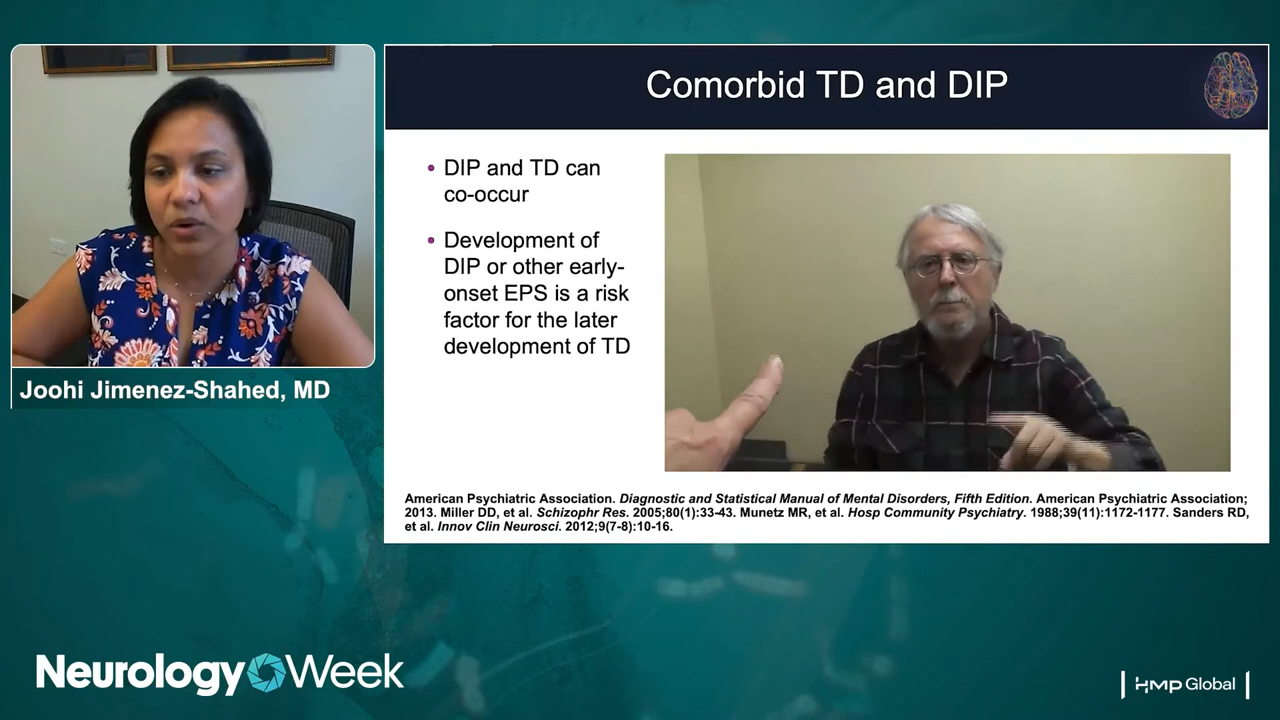 Comorbid TD and DIP
• DIP and TD can
co-occur
• Development of
DIP or other early-
onset EPS is a risk
factor for the later
development of TD
American Psychiatric Association. Diagnostic and Statistical Manual of Mental Disorders, Fifth Edition. American Psychiatric Association;
2013. Miller DD, et al. Schizophr Res. 2005;80(1):33-43. Munetz MR, et al. Hosp Community Psychiatry. 1988;39(11):1172-1177. Sanders RD,
et al. Innov Clin Neurosci. 2012;9(7-8):10-16.
Joohi Jimenez-Shahed, MD
Neurology Week
HMP Global